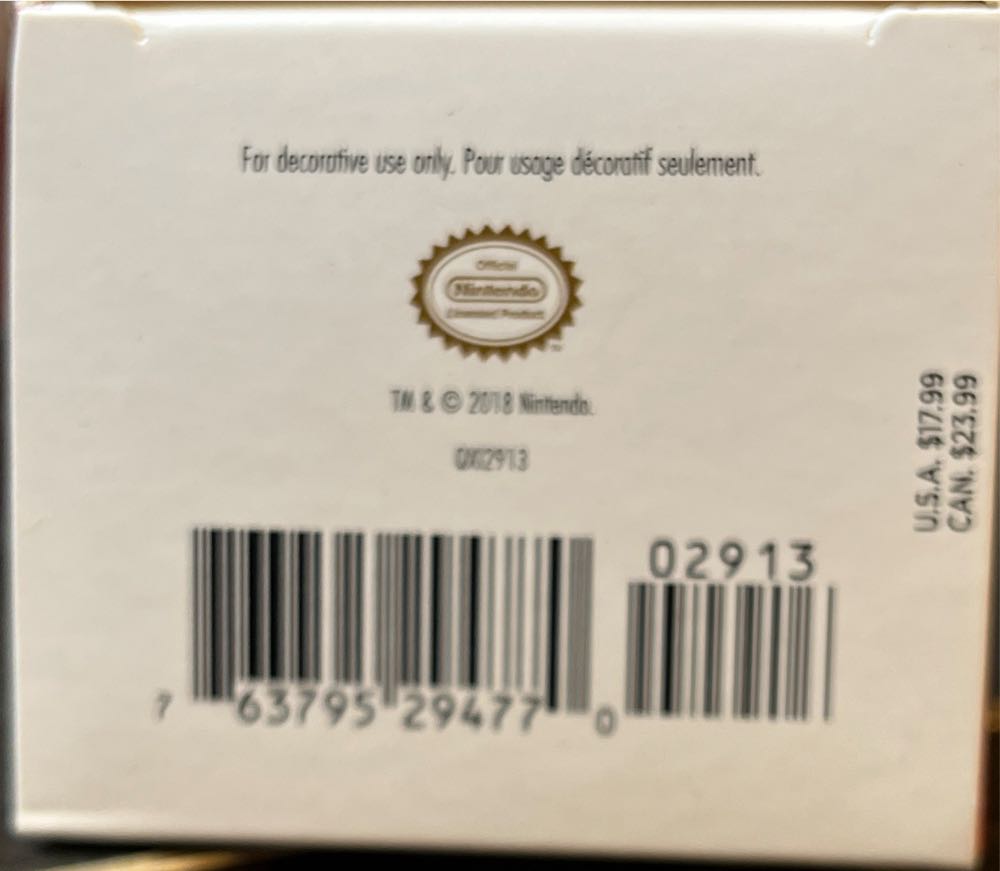 For decorative use only. Pour usage décoratif seulement.
Official
Nintendo
Licensed Product
TM
TM & © 2018 Nintendo.
QXI2913
U.S.A. $17.99
CAN. $23.99
02913
7 63795 29477 0